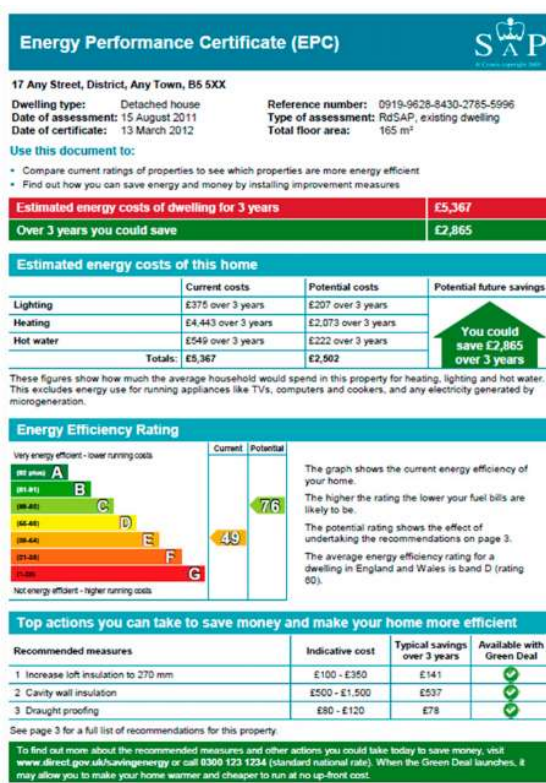 Energy Performance Certificate (EPC)
SAP
© Crown copyright 2009
17 Any Street, District, Any Town, B5 5XX
Dwelling type: Detached house Reference number: 0919-9628-8430-2785-5996
Date of assessment: 15 August 2011 Type of assessment: RdSAP, existing dwelling
Date of certificate: 13 March 2012 Total floor area: 165 m²
Use this document to:
• Compare current ratings of properties to see which properties are more energy efficient
• Find out how you can save energy and money by installing improvement measures
Estimated energy costs of dwelling for 3 years £5,367
Over 3 years you could save £2,865
Estimated energy costs of this home
Current costs Potential costs Potential future savings
Lighting £375 over 3 years £207 over 3 years
Heating £4,443 over 3 years £2,073 over 3 years
Hot water £549 over 3 years £222 over 3 years
Totals: £5,367 £2,502
You could
save £2,865
over 3 years
These figures show how much the average household would spend in this property for heating, lighting and hot water.
This excludes energy use for running appliances like TVs, computers and cookers, and any electricity generated by
microgeneration.
Energy Efficiency Rating
Current Potential
Very energy efficient - lower running costs
(92 plus) A
(81-91) B
(69-80) C
(55-68) D
(39-54) E
(21-38) F
(1-20) G
49
76
Not energy efficient - higher running costs
The graph shows the current energy efficiency of
your home.
The higher the rating the lower your fuel bills are
likely to be.
The potential rating shows the effect of
undertaking the recommendations on page 3.
The average energy efficiency rating for a
dwelling in England and Wales is band D (rating
60).
Top actions you can take to save money and make your home more efficient
Recommended measures Indicative cost Typical savings over 3 years Available with Green Deal
1 Increase loft insulation to 270 mm £100 - £350 £141
2 Cavity wall insulation £500 - £1,500 £537
3 Draught proofing £80 - £120 £78
See page 3 for a full list of recommendations for this property.
To find out more about the recommended measures and other actions you could take today to save money, visit
www.direct.gov.uk/savingenergy or call 0300 123 1234 (standard national rate). When the Green Deal launches, it
may allow you to make your home warmer and cheaper to run at no up-front cost.